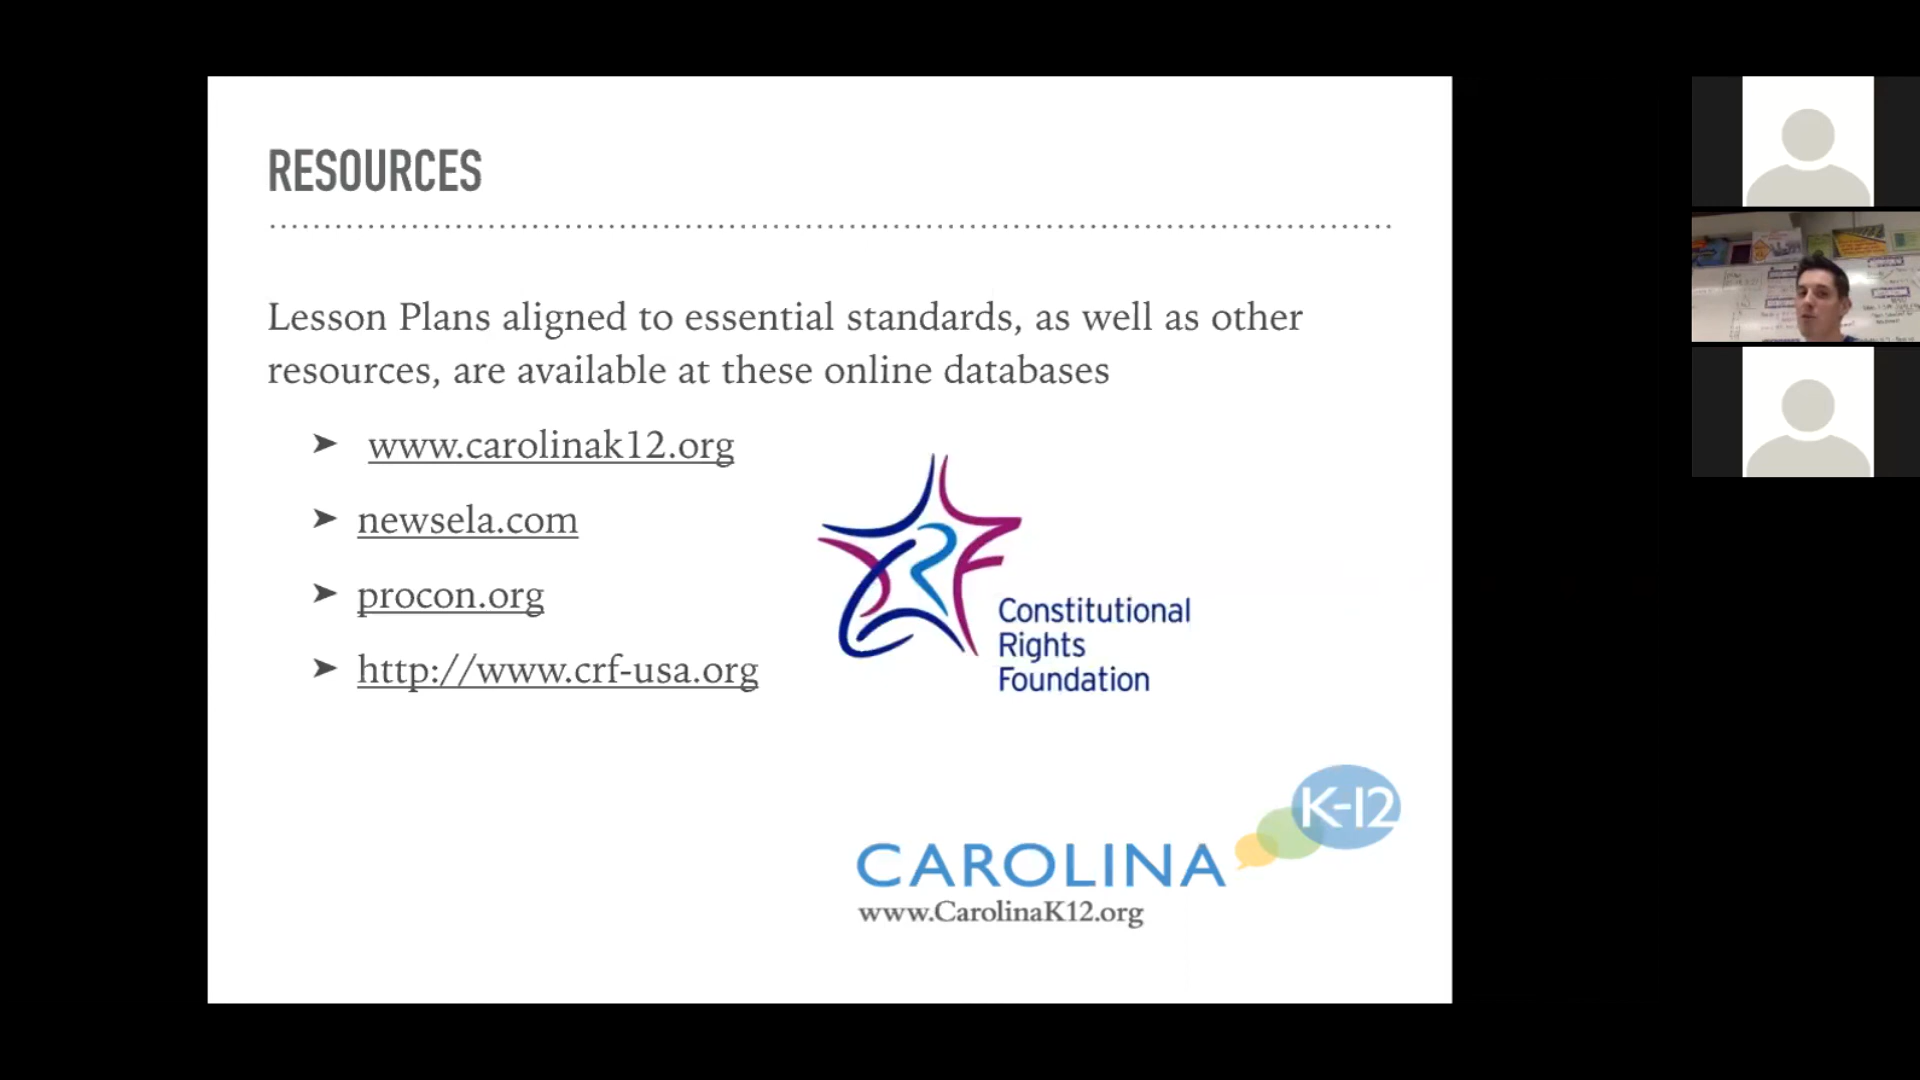 RESOURCES
Lesson Plans aligned to essential standards, as well as other
resources, are available at these online databases
www.carolinak12.org
newsela.com
procon.org
http://www.crf-usa.org
CRF
Constitutional
Rights
Foundation
K-12
CAROLINA
www.CarolinaK12.org